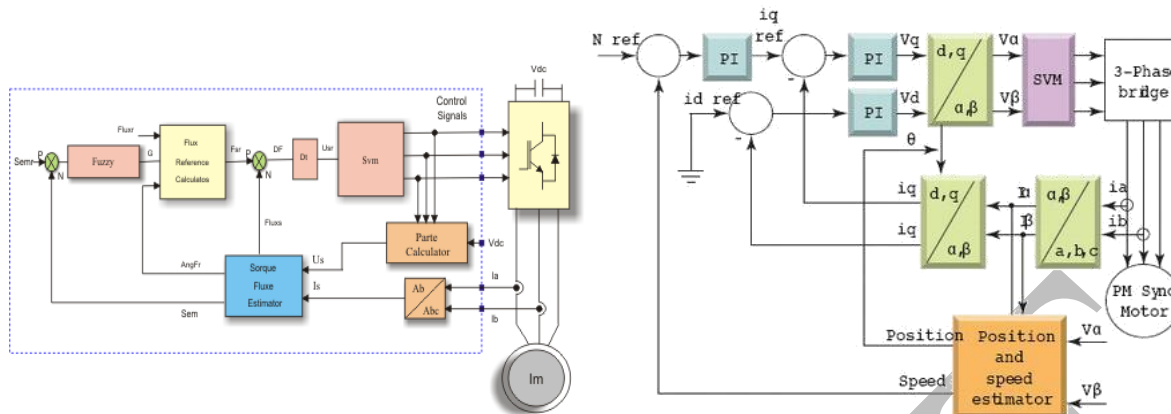 Vdc
Control
Signals
Fluxr
Semr
P
N
Fuzzy
G
Flux
Reference
Calculatos
Fsr
P
N
DF
Dt
Usr
Svm
Fluxs
Parte
Calculator
Vdc
AngFr
Sem
Sorque
Fluxe
Estimator
Us
Is
Ab
Abc
Ia
Ib
Im
N ref
PI
iq
ref
-
PI
Vq
d,q
α,β
Vα
Vβ
SVM
3-Phase
bridge
id ref
-
PI
Vd
θ
iq
iq
d,q
α,β
Iα
Iβ
α,β
a,b,c
ia
ib
PM Sync
Motor
Position
Speed
Position
and
speed
estimator
Vα
Vβ